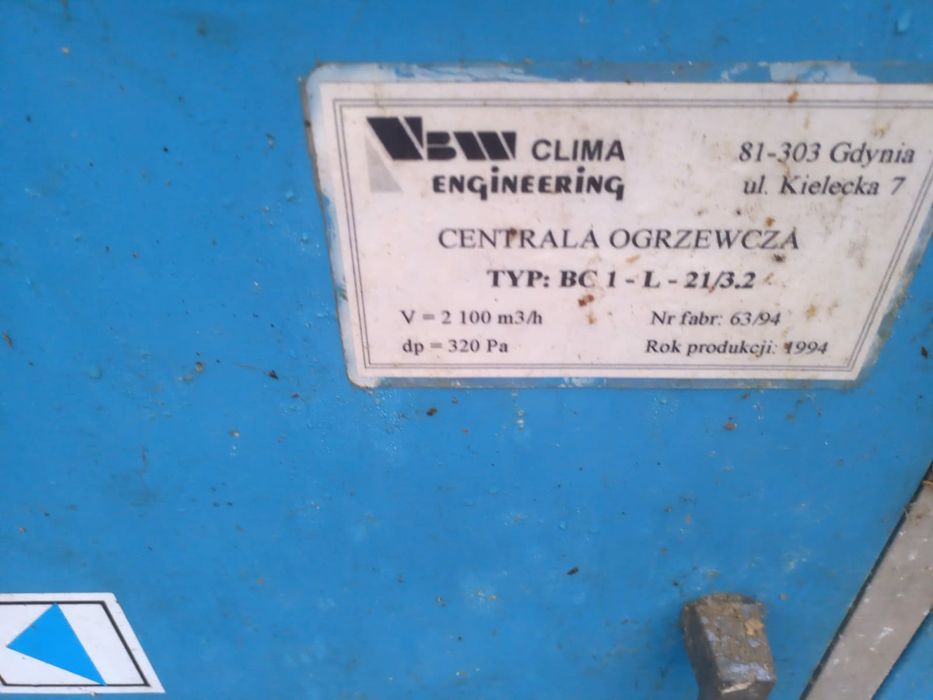 VBW CLIMA
ENGINEERING
81-303 Gdynia
ul. Kielecka 7
CENTRALA OGRZEWCZA
TYP: BC 1 - L - 21/3.2
V = 2 100 m3/h
Nr fabr: 63/94
dp = 320 Pa
Rok produkcji: 1994